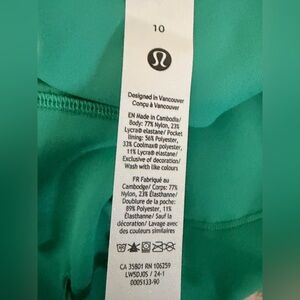 10
Designed in Vancouver
Conçu à Vancouver
EN Made in Cambodia/
Body: 77% Nylon, 23%
Lycra® elastane/ Pocket
lining: 56% Polyester,
33% Coolmax® polyester,
11% Lycra® elastane/
Exclusive of decoration/
Wash with like colours
FR Fabriqué au
Cambodge/ Corps: 77%
Nylon, 23% Élasthanne/
Doublure de la poche:
89% Polyester, 11%
Élasthanne/ Sauf la
décoration/ Lavage avec
couleurs similaires
CA 35801 RN 106259
LW5DJ0S / 24-1
0005133-90